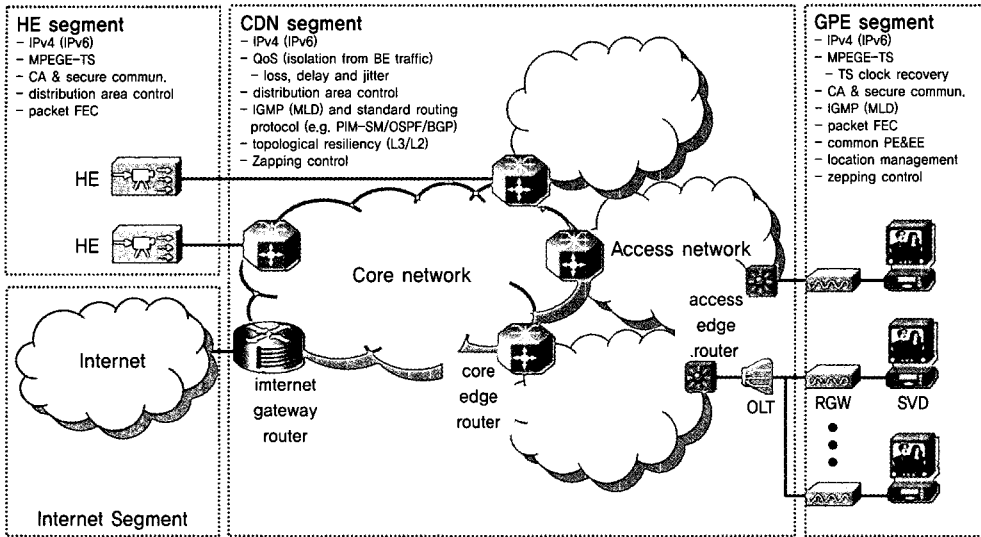 HE segment
- IPv4 (IPv6)
- MPEGE-TS
- CA & secure commun.
- distribution area control
- packet FEC
HE
HE
CDN segment
- IPv4 (IPv6)
- QoS (isolation from BE traffic)
- loss, delay and jitter
- distribution area control
- IGMP (MLD) and standard routing
protocol (e.g. PIM-SM/OSPF/BGP)
- topological resiliency (L3/L2)
- Zapping control
Core network
Access network
access
edge
.router
core
edge
router
imternet
gateway
router
OLT
GPE segment
- IPv4 (IPv6)
- MPEGE-TS
- TS clock recovery
- CA & secure commun.
- IGMP (MLD)
- packet FEC
- common PE&EE
- location management
- zepping control
RGW
SVD
Internet
Internet Segment